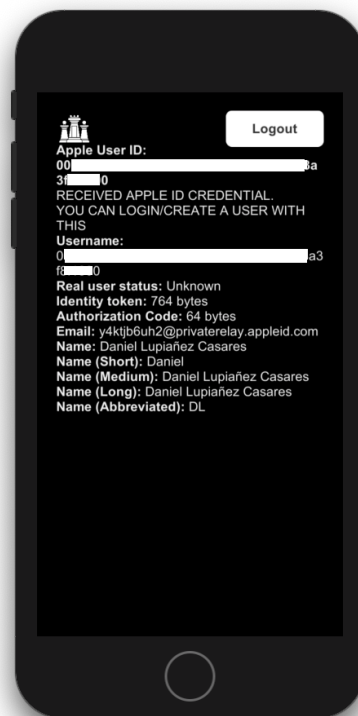 Logout
Apple User ID:
00
3f 0
RECEIVED APPLE ID CREDENTIAL.
YOU CAN LOGIN/CREATE A USER WITH
THIS
Username:
0 a3
0
Real user status: Unknown
Identity token: 764 bytes
Authorization Code: 64 bytes
Email: y4ktjb6uh2@privaterelay.appleid.com
Name: Daniel Lupiañez Casares
Name (Short): Daniel
Name (Medium): Daniel Lupiañez Casares
Name (Long): Daniel Lupiañez Casares
Name (Abbreviated): DL